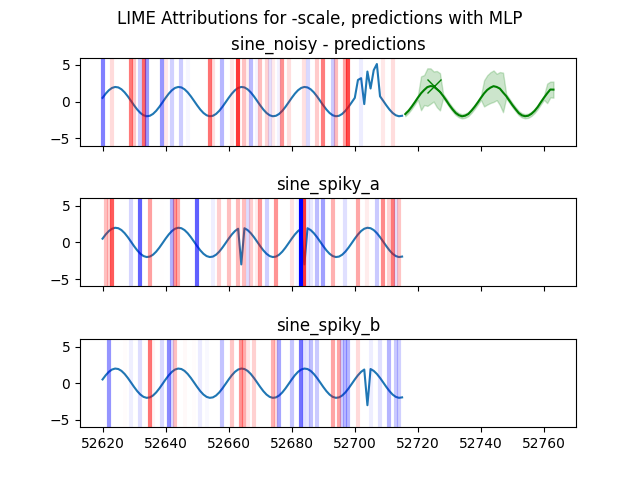 LIME Attributions for -scale, predictions with MLP
sine_noisy - predictions
5
0
−5
sine_spiky_a
5
0
−5
sine_spiky_b
5
0
−5
52620 52640 52660 52680 52700 52720 52740 52760